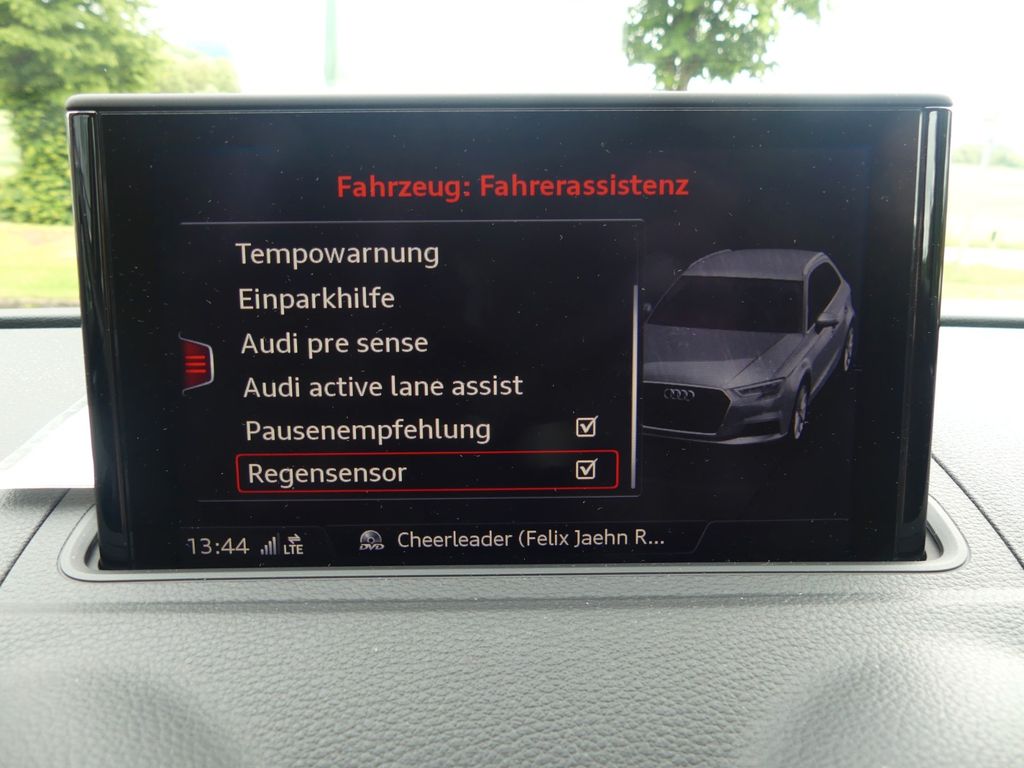 Fahrzeug: Fahrerassistenz
Tempowarnung
Einparkhilfe
Audi pre sense
Audi active lane assist
Pausenempfehlung
Regensensor
13:44 LTE DVD Cheerleader (Felix Jaehn R...